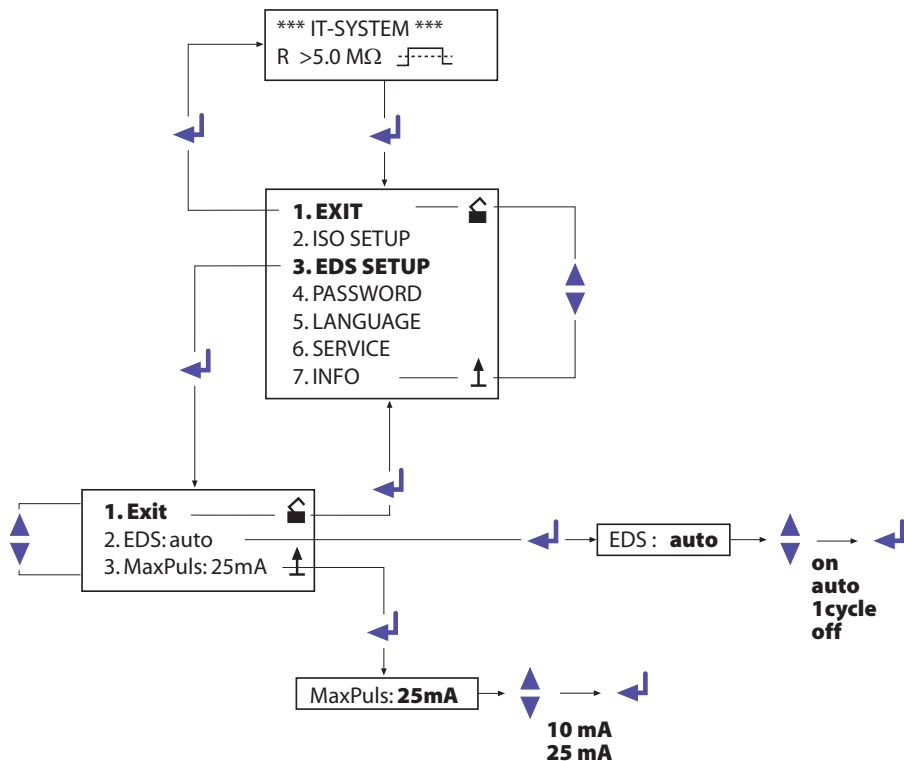 *** IT-SYSTEM ***
R >5.0 MΩ
1. EXIT
2. ISO SETUP
3. EDS SETUP
4. PASSWORD
5. LANGUAGE
6. SERVICE
7. INFO
1. Exit
2. EDS: auto
3. MaxPuls: 25mA
EDS : auto
on
auto
1cycle
off
MaxPuls: 25mA
10 mA
25 mA